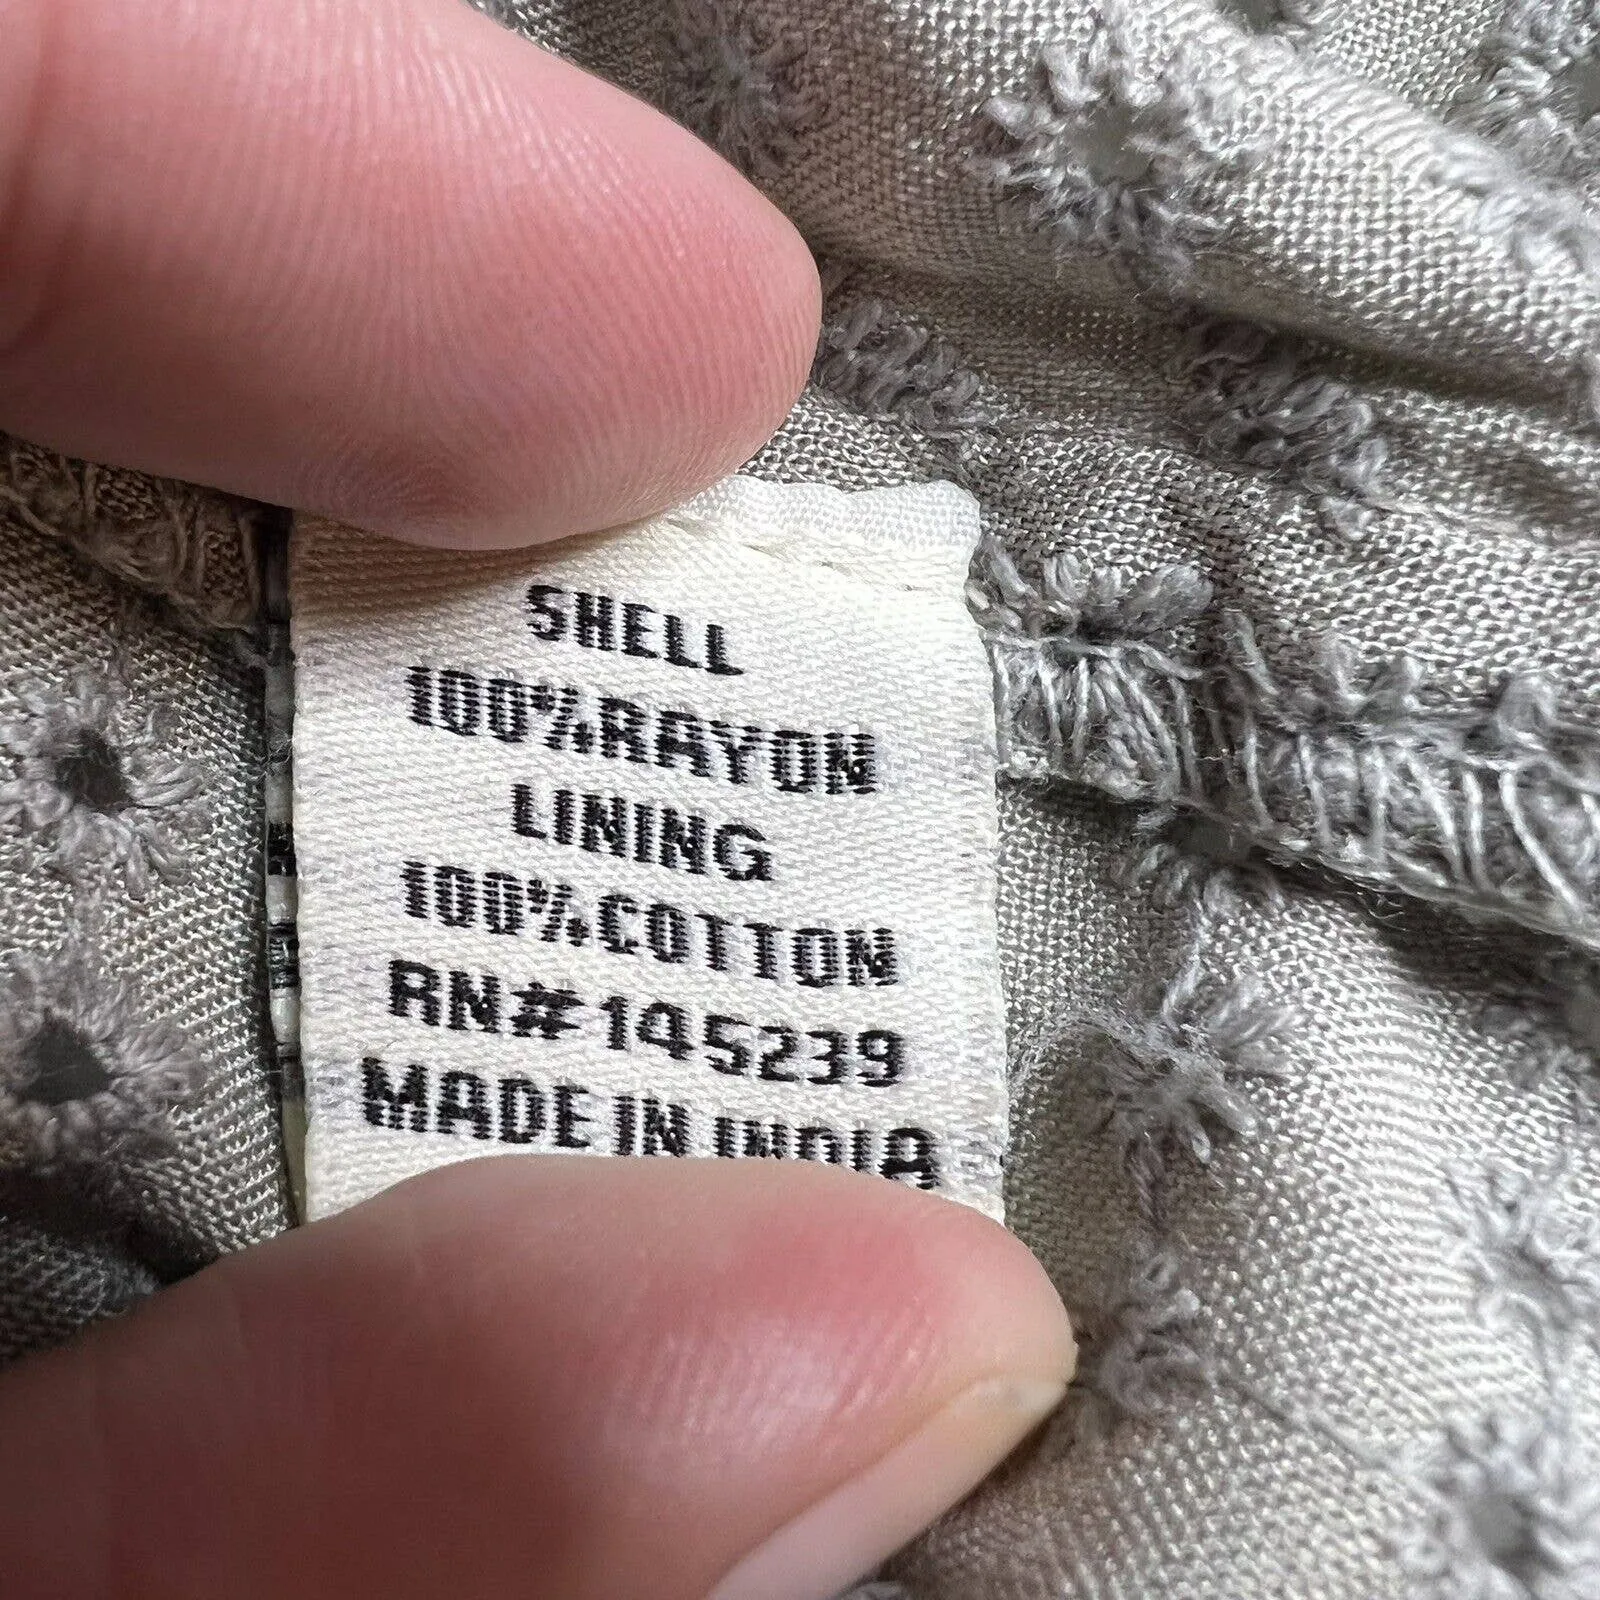 SHELL
100%RAYON
LINING
100%COTTON
RN#145239
MADE IN INDIA